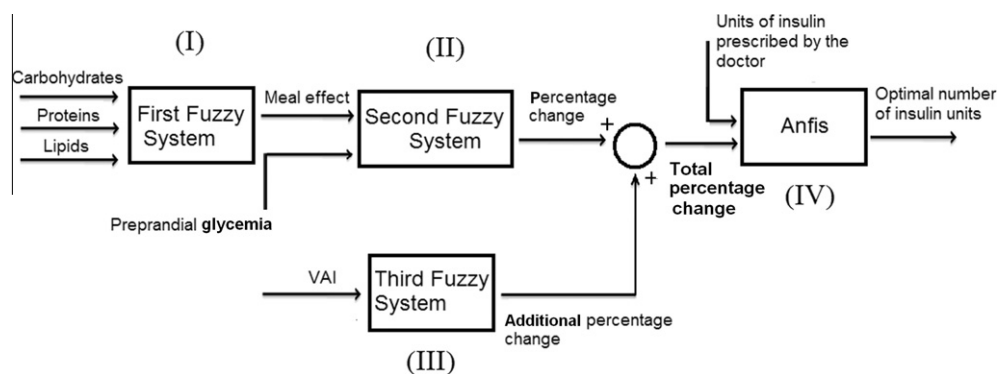 (I)
Carbohydrates
Proteins
Lipids
First Fuzzy
System
Meal effect
Preprandial glycemia
(II)
Second Fuzzy
System
Percentage
change
+
+
VAI
Third Fuzzy
System
(III)
Additional percentage
change
Total
percentage
change
Units of insulin
prescribed by the
doctor
Anfis
(IV)
Optimal number
of insulin units